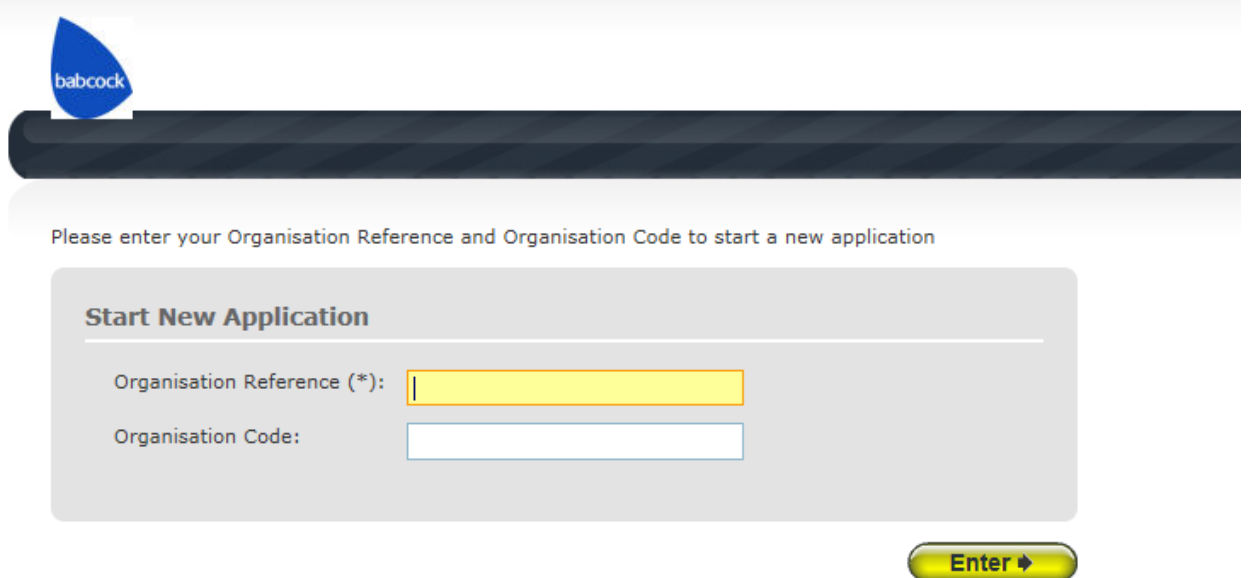 babcock
Please enter your Organisation Reference and Organisation Code to start a new application
Start New Application
Organisation Reference (*):
Organisation Code:
Enter